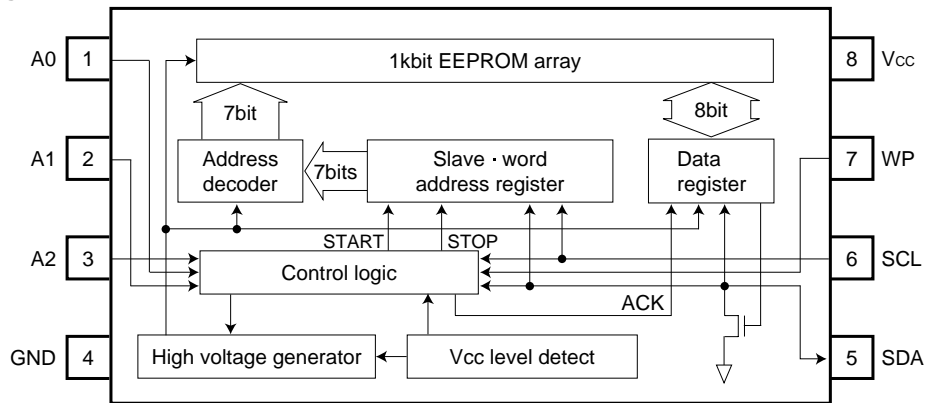 1kbit EEPROM array
A0 1
8 Vcc
7bit
8bit
A1 2
Address
decoder
7bits
Slave・word
address register
Data
register
7 WP
START STOP
A2 3
Control logic
6 SCL
ACK
GND 4
High voltage generator
Vcc level detect
5 SDA